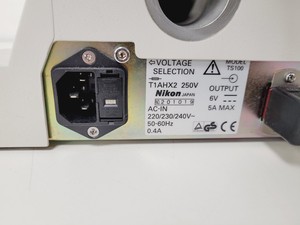 VOLTAGE
SELECTION
T1AHX2 250V
Nikon JAPAN
AC-IN
220/230/240V~
50-60Hz
0.4A
MODEL
TS100
OUTPUT
6V
5A MAX